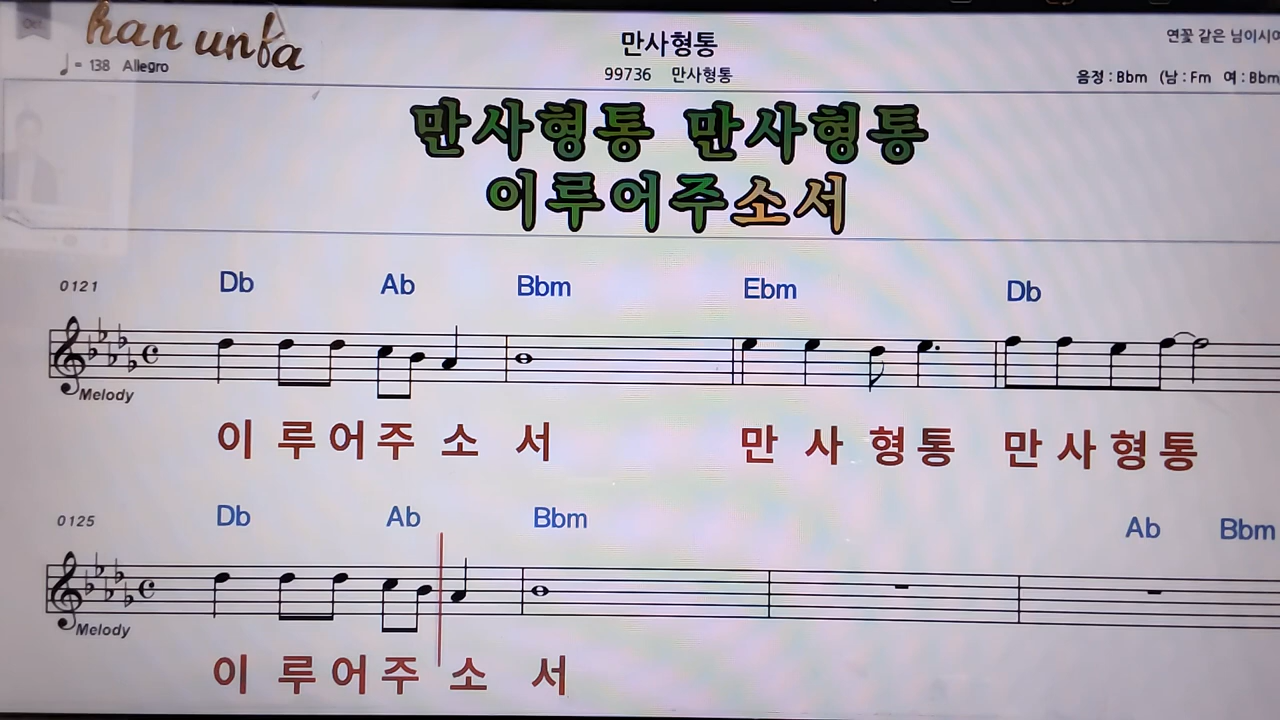 han unfa
만사형통
연꽃 같은 님이시여
= 138 Allegro
99736 만사형통
음정 : Bbm (남 : Fm 여 : Bbm
만사형통 만사형통
이루어주소서
0121 Db Ab Bbm Ebm Db
Melody
이 루 어 주 소 서 만 사 형 통 만 사 형 통
0125 Db Ab Bbm Ab Bbm
Melody
이 루 어 주 소 서